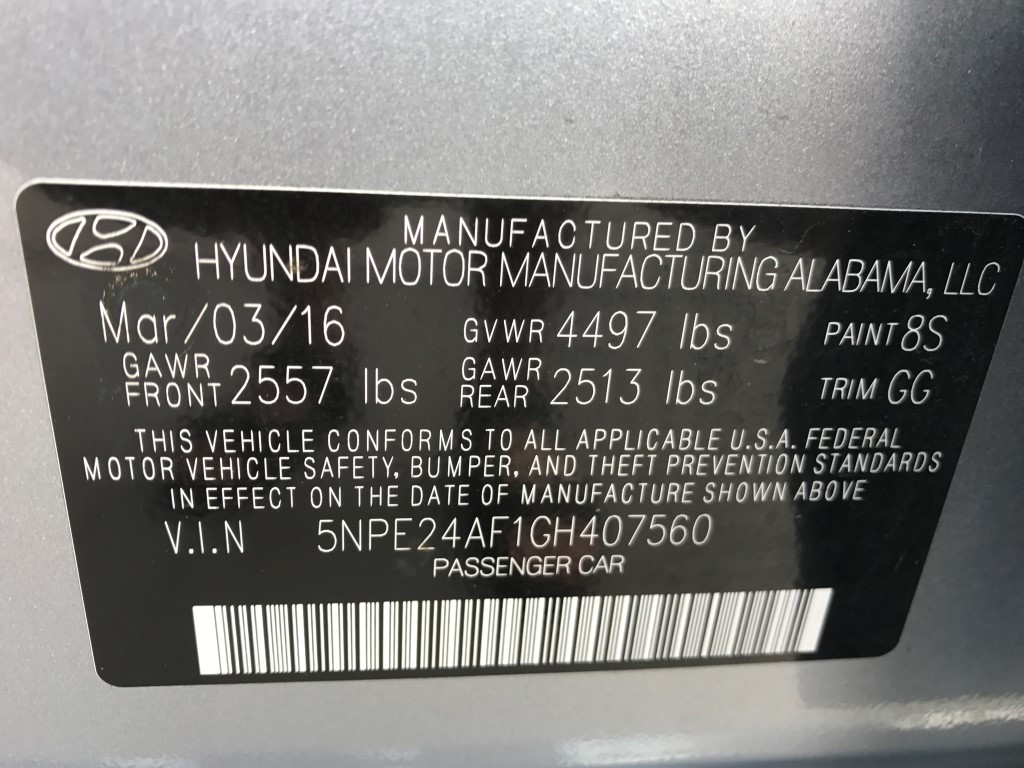 MANUFACTURED BY
HYUNDAI MOTOR MANUFACTURING ALABAMA, LLC
Mar/03/16 GVWR 4497 lbs PAINT 8S
GAWR FRONT 2557 lbs GAWR REAR 2513 lbs TRIM GG
THIS VEHICLE CONFORMS TO ALL APPLICABLE U.S.A. FEDERAL
MOTOR VEHICLE SAFETY, BUMPER, AND THEFT PREVENTION STANDARDS
IN EFFECT ON THE DATE OF MANUFACTURE SHOWN ABOVE
V.I.N 5NPE24AF1GH407560
PASSENGER CAR